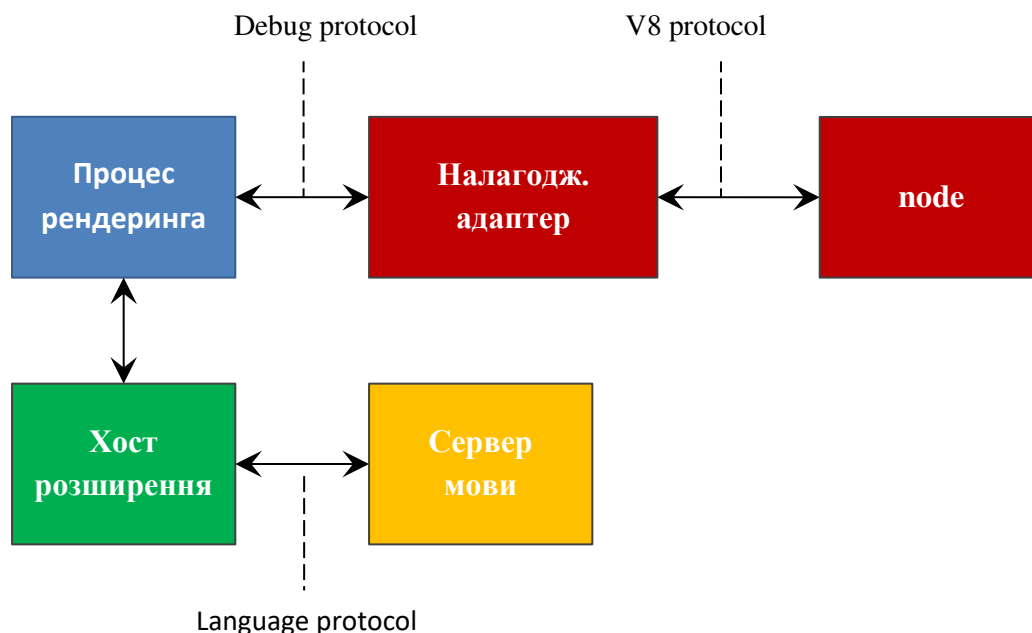 Debug protocol
V8 protocol
Процес
рендеринга
Налагодж.
адаптер
node
Хост
розширення
Сервер
мови
Language protocol